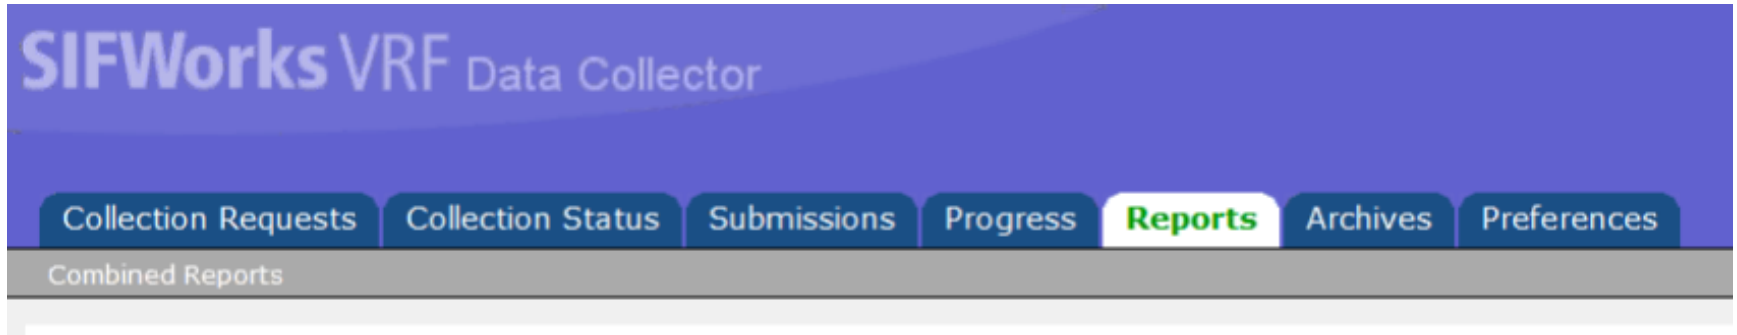 SIFWorks VRF Data Collector
Collection Requests Collection Status Submissions Progress Reports Archives Preferences
Combined Reports